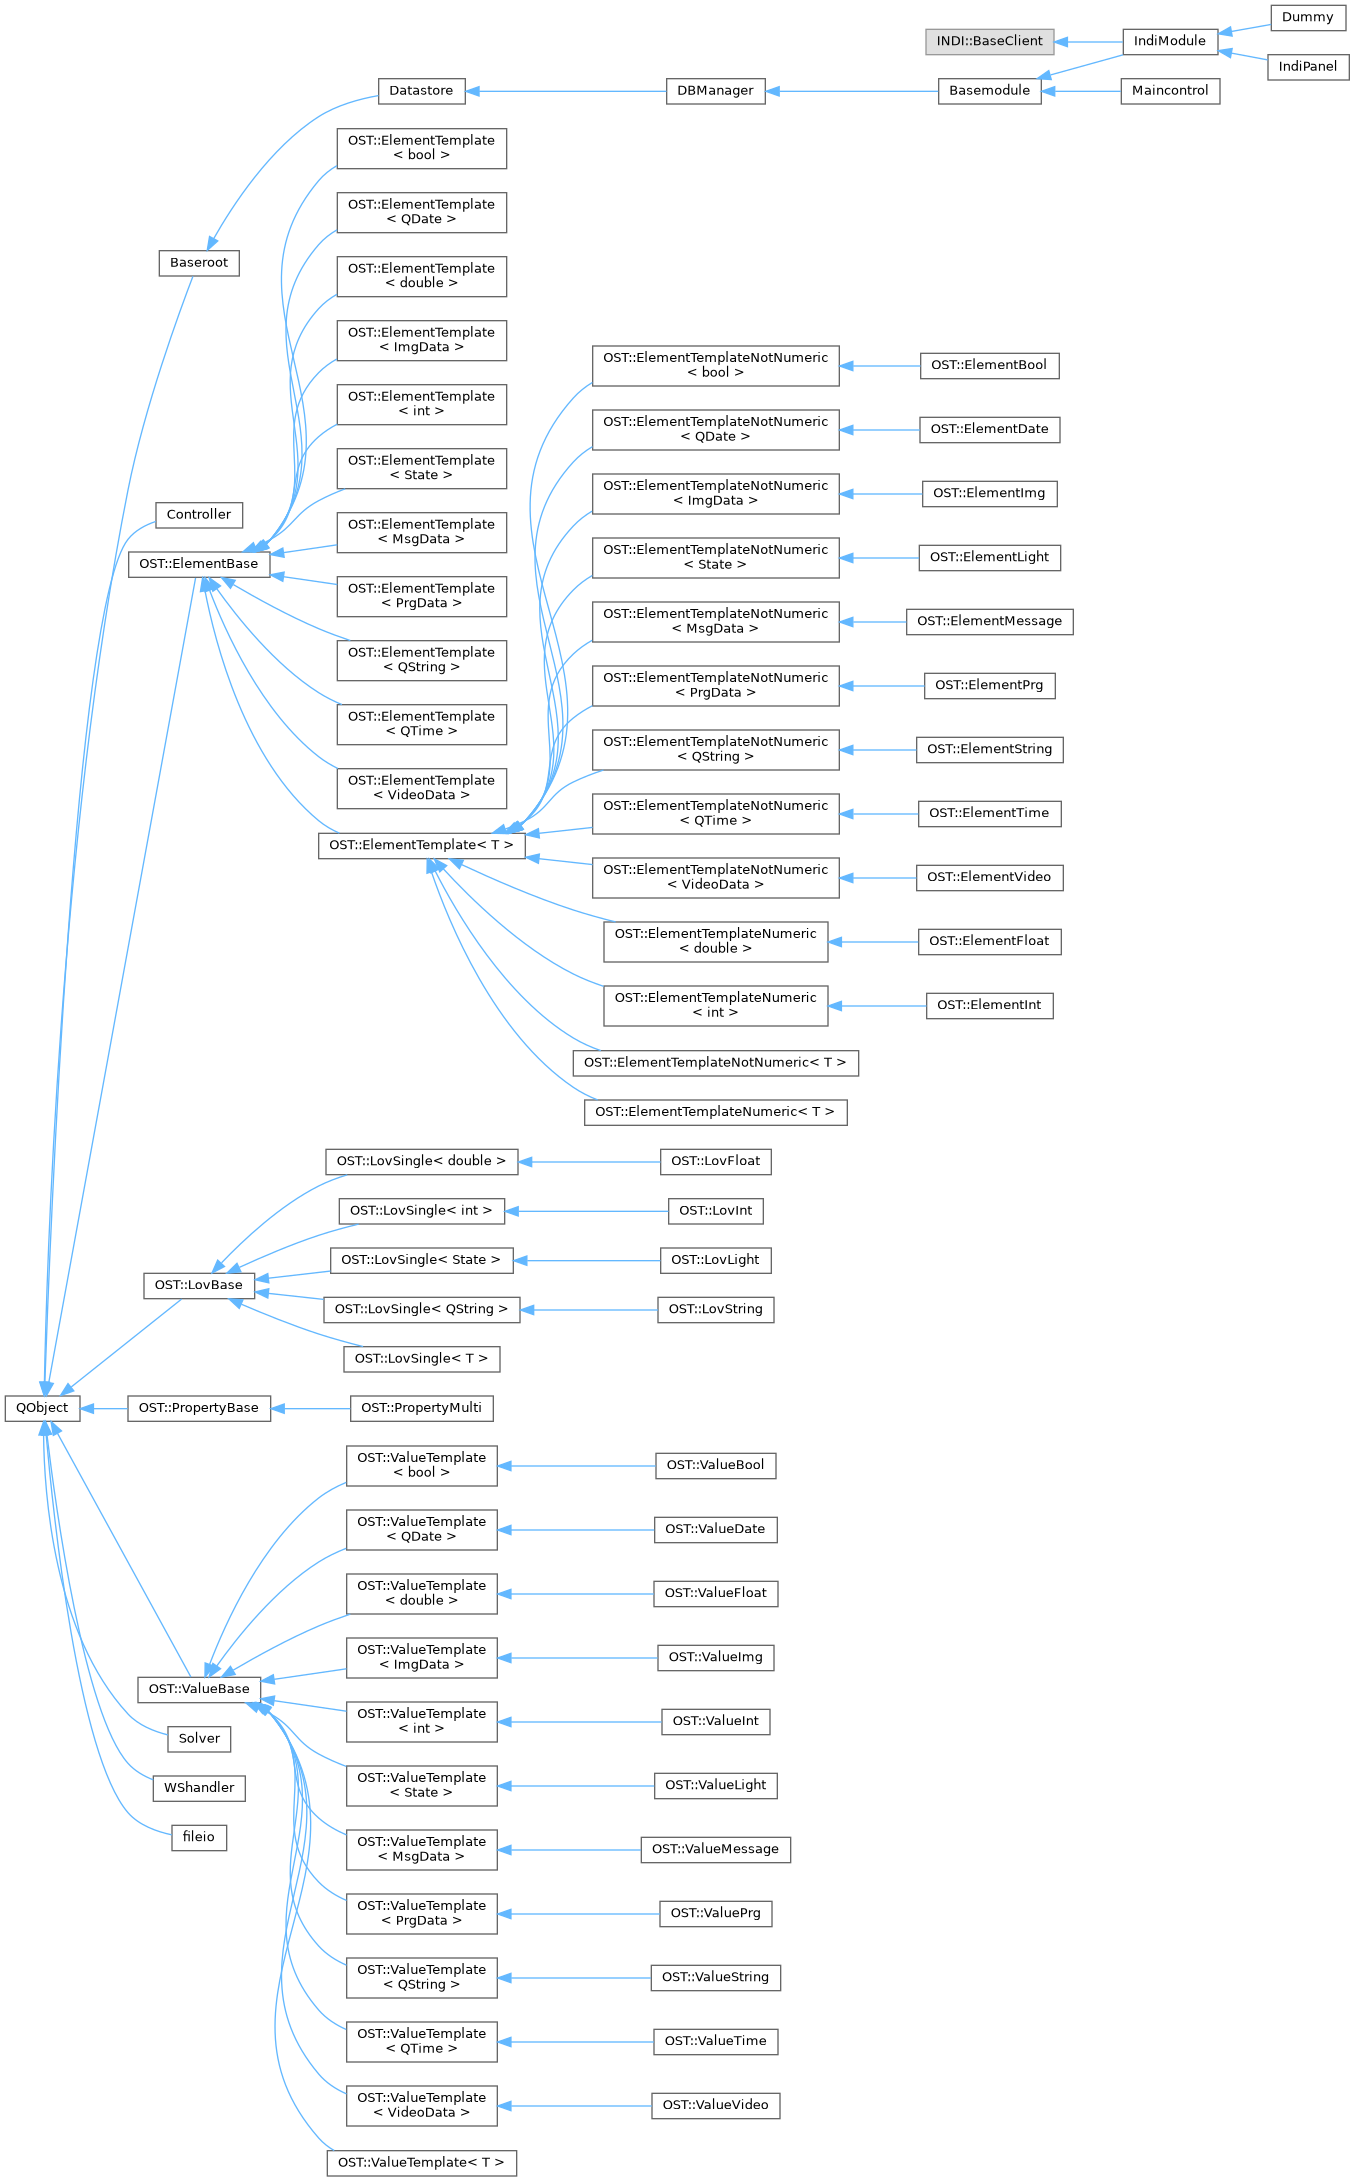 Dummy
INDI::BaseClient
IndiModule
IndiPanel
Datastore
DBManager
Basemodule
Maincontrol
OST::ElementTemplate
< bool >
OST::ElementTemplate
< QDate >
Baseroot
OST::ElementTemplate
< double >
OST::ElementTemplate
< ImgData >
OST::ElementTemplate
< int >
OST::ElementTemplate
< State >
Controller
OST::ElementTemplate
< MsgData >
OST::ElementBase
OST::ElementTemplate
< PrgData >
OST::ElementTemplate
< QString >
OST::ElementTemplate
< QTime >
OST::ElementTemplate
< VideoData >
OST::ElementTemplate< T >
OST::ElementTemplateNotNumeric
< bool >
OST::ElementBool
OST::ElementTemplateNotNumeric
< QDate >
OST::ElementDate
OST::ElementTemplateNotNumeric
< ImgData >
OST::ElementImg
OST::ElementTemplateNotNumeric
< State >
OST::ElementLight
OST::ElementTemplateNotNumeric
< MsgData >
OST::ElementMessage
OST::ElementTemplateNotNumeric
< PrgData >
OST::ElementPrg
OST::ElementTemplateNotNumeric
< QString >
OST::ElementString
OST::ElementTemplateNotNumeric
< QTime >
OST::ElementTime
OST::ElementTemplateNotNumeric
< VideoData >
OST::ElementVideo
OST::ElementTemplateNumeric
< double >
OST::ElementFloat
OST::ElementTemplateNumeric
< int >
OST::ElementInt
OST::ElementTemplateNotNumeric< T >
OST::ElementTemplateNumeric< T >
OST::LovSingle< double >
OST::LovFloat
OST::LovSingle< int >
OST::LovInt
OST::LovSingle< State >
OST::LovLight
OST::LovBase
OST::LovSingle< QString >
OST::LovString
OST::LovSingle< T >
QObject
OST::PropertyBase
OST::PropertyMulti
OST::ValueTemplate
< bool >
OST::ValueBool
OST::ValueTemplate
< QDate >
OST::ValueDate
OST::ValueTemplate
< double >
OST::ValueFloat
OST::ValueTemplate
< ImgData >
OST::ValueImg
OST::ValueBase
OST::ValueTemplate
< int >
OST::ValueInt
Solver
OST::ValueTemplate
< State >
OST::ValueLight
WShandler
fileio
OST::ValueTemplate
< MsgData >
OST::ValueMessage
OST::ValueTemplate
< PrgData >
OST::ValuePrg
OST::ValueTemplate
< QString >
OST::ValueString
OST::ValueTemplate
< QTime >
OST::ValueTime
OST::ValueTemplate
< VideoData >
OST::ValueVideo
OST::ValueTemplate< T >